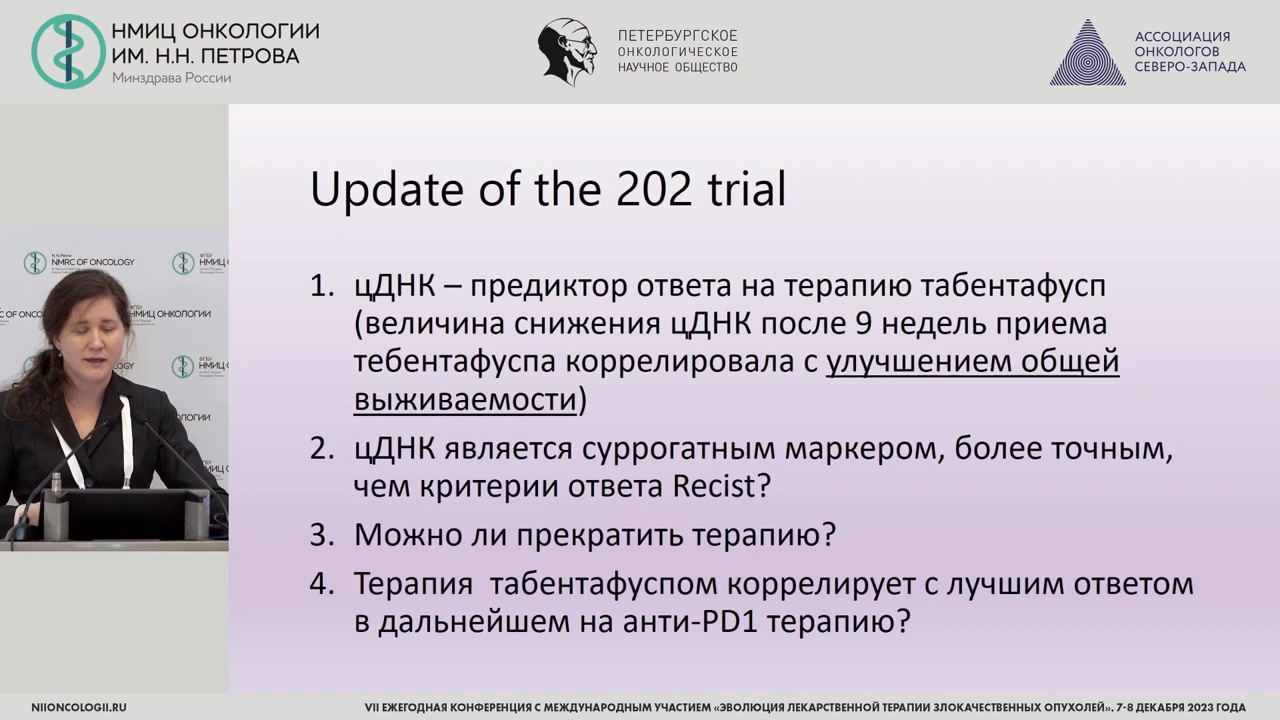 НМИЦ ОНКОЛОГИИ
ИМ. Н.Н. ПЕТРОВА
Минздрава России
ПЕТЕРБУРГСКОЕ
ОНКОЛОГИЧЕСКОЕ
НАУЧНОЕ ОБЩЕСТВО
АССОЦИАЦИЯ
ОНКОЛОГОВ
СЕВЕРО-ЗАПАДА
NMRC OF ONCOLOGY
НМИЦ
НМИЦ ОНКОЛОГИИ
Update of the 202 trial
1. цДНК – предиктор ответа на терапию табентафусп
(величина снижения цДНК после 9 недель приема
тебентафуспа коррелировала с улучшением общей
выживаемости)
2. цДНК является суррогатным маркером, более точным,
чем критерии ответа Recist?
3. Можно ли прекратить терапию?
4. Терапия  табентафуспом коррелирует с лучшим ответом
в дальнейшем на анти-PD1 терапию?
NIIONCOLOGII.RU
VII ЕЖЕГОДНАЯ КОНФЕРЕНЦИЯ С МЕЖДУНАРОДНЫМ УЧАСТИЕМ «ЭВОЛЮЦИЯ ЛЕКАРСТВЕННОЙ ТЕРАПИИ ЗЛОКАЧЕСТВЕННЫХ ОПУХОЛЕЙ». 7-8 ДЕКАБРЯ 2023 ГОДА